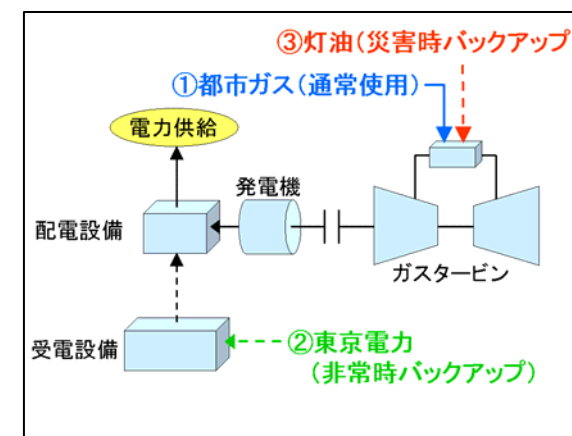 ③灯油(災害時バックアップ
①都市ガス(通常使用)
電力供給
発電機
配電設備
ガスタービン
受電設備
②東京電力
(非常時バックアップ)